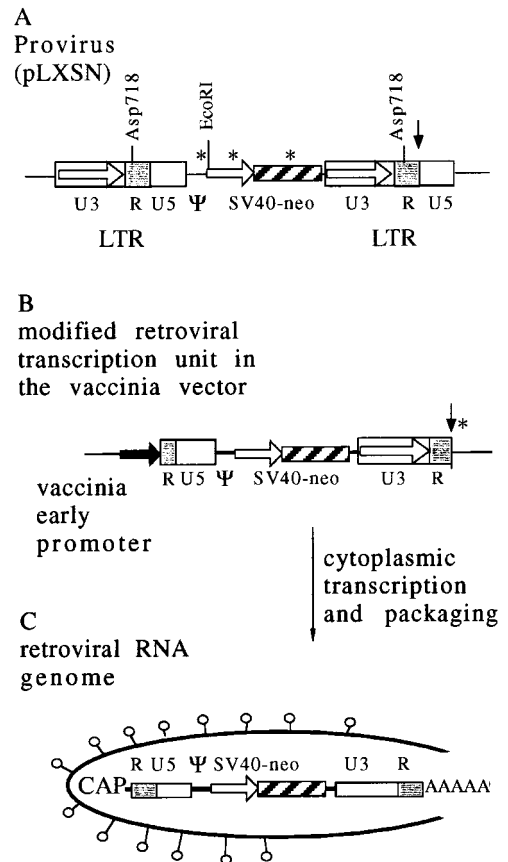 A
Provirus
(pLXSN)
Asp718
EcoRI
Asp718
* * *
U3 R U5 Ψ SV40-neo U3 R U5
LTR LTR
B
modified retroviral
transcription unit in
the vaccinia vector
*
R U5 Ψ SV40-neo U3 R
vaccinia
early
promoter
cytoplasmic
transcription
and packaging
C
retroviral RNA
genome
R U5 Ψ SV40-neo U3 R
CAP AAAAA